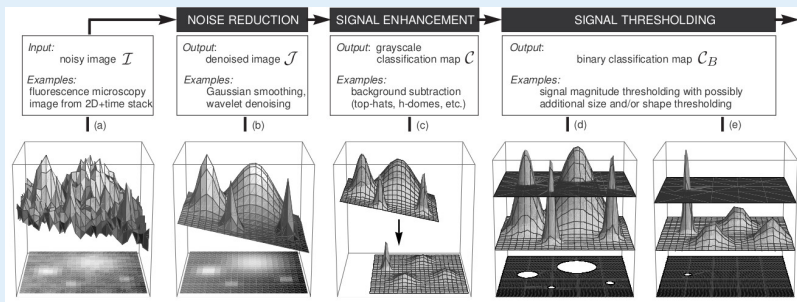 NOISE REDUCTION
SIGNAL ENHANCEMENT
SIGNAL THRESHOLDING
Input:
noisy image I
Examples:
fluorescence microscopy
image from 2D+time stack
Output:
denoised image J
Examples:
Gaussian smoothing,
wavelet denoising
Output: grayscale
classification map C
Examples:
background subtraction
(top-hats, h-domes, etc.)
Output:
binary classification map C_B
Examples:
signal magnitude thresholding with possibly
additional size and/or shape thresholding
(a)
(b)
(c)
(d)
(e)